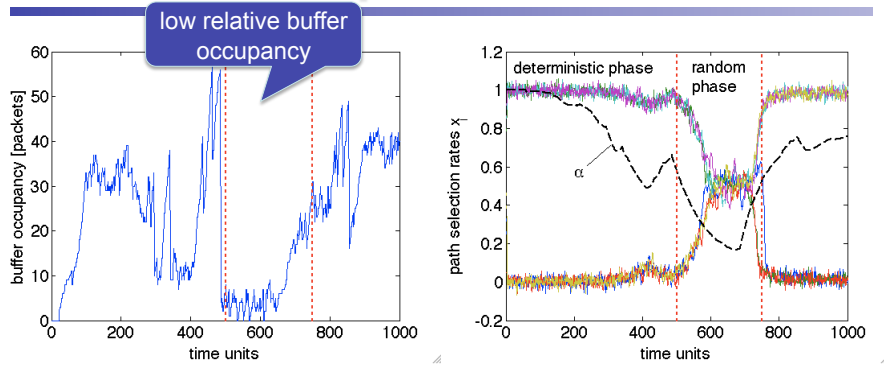 low relative buffer
occupancy
60
50
40
30
20
10
0
0
200
400
600
800
1000
time units
buffer occupancy [packets]
1.2
1
0.8
0.6
0.4
0.2
0
-0.2
0
200
400
600
800
1000
time units
path selection rates x_i
deterministic phase
random
phase
α